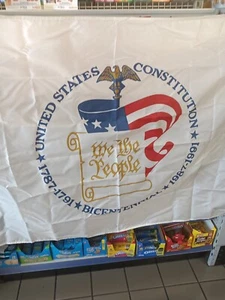 ★ UNITED STATES CONSTITUTION ★
we the
People
★ 1787-1791 ★ BICENTENNIAL ★ 1987-1991 ★